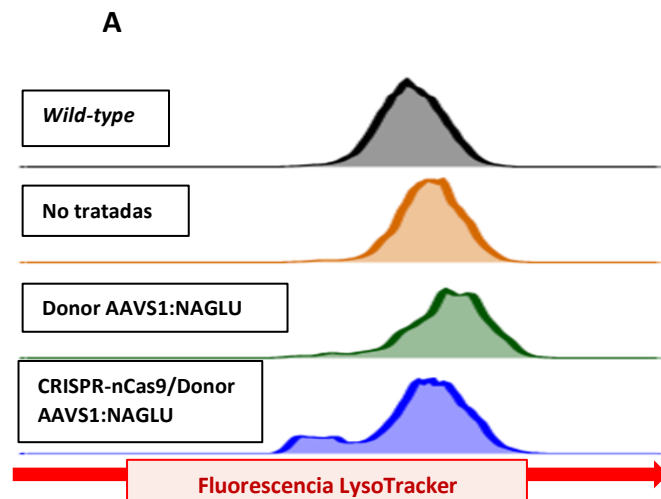 A
Wild-type
No tratadas
Donor AAVS1:NAGLU
CRISPR-nCas9/Donor
AAVS1:NAGLU
Fluorescencia LysoTracker